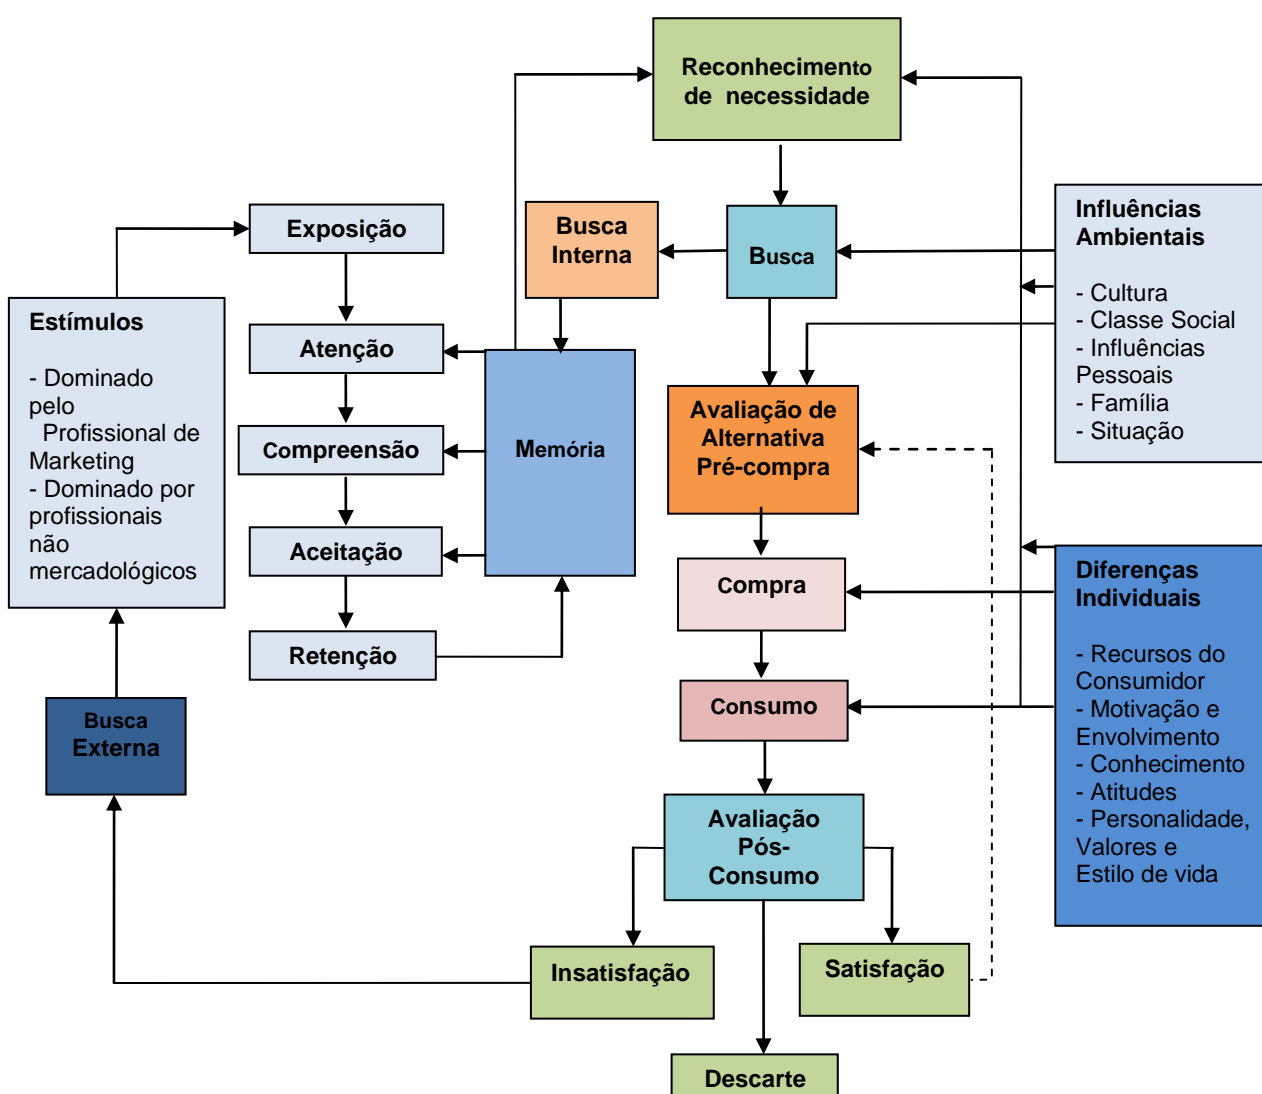 Reconhecimento
de necessidade
Exposição
Busca
Interna
Busca
Influências
Ambientais
- Cultura
- Classe Social
- Influências
Pessoais
- Família
- Situação
Estímulos
- Dominado
pelo
Profissional de
Marketing
- Dominado por
profissionais
não
mercadológicos
Atenção
Compreensão
Aceitação
Retenção
Memória
Avaliação de
Alternativa
Pré-compra
Compra
Consumo
Diferenças
Individuais
- Recursos do
Consumidor
- Motivação e
Envolvimento
- Conhecimento
- Atitudes
- Personalidade,
Valores e
Estilo de vida
Busca
Externa
Avaliação
Pós-
Consumo
Insatisfação
Satisfação
Descarte